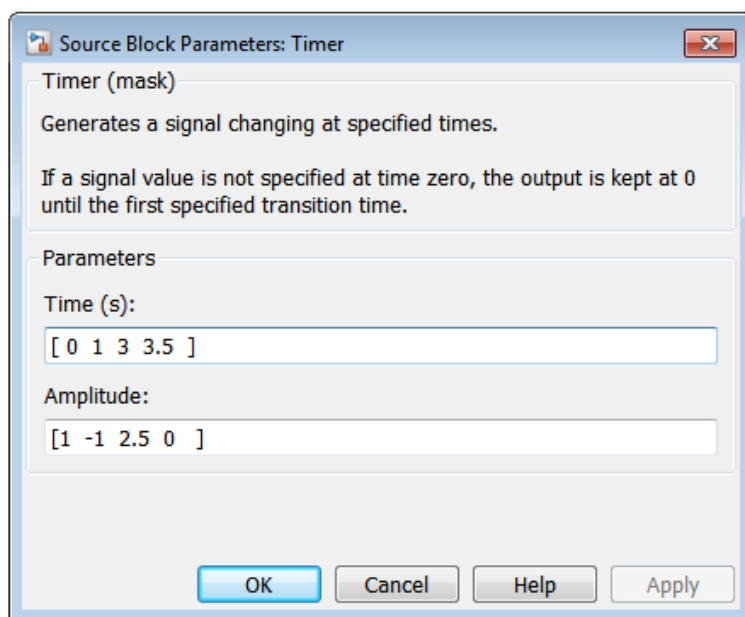 Source Block Parameters: Timer
Timer (mask)
Generates a signal changing at specified times.
If a signal value is not specified at time zero, the output is kept at 0
until the first specified transition time.
Parameters
Time (s):
[ 0 1 3 3.5 ]
Amplitude:
[1 -1 2.5 0 ]
OK Cancel Help Apply